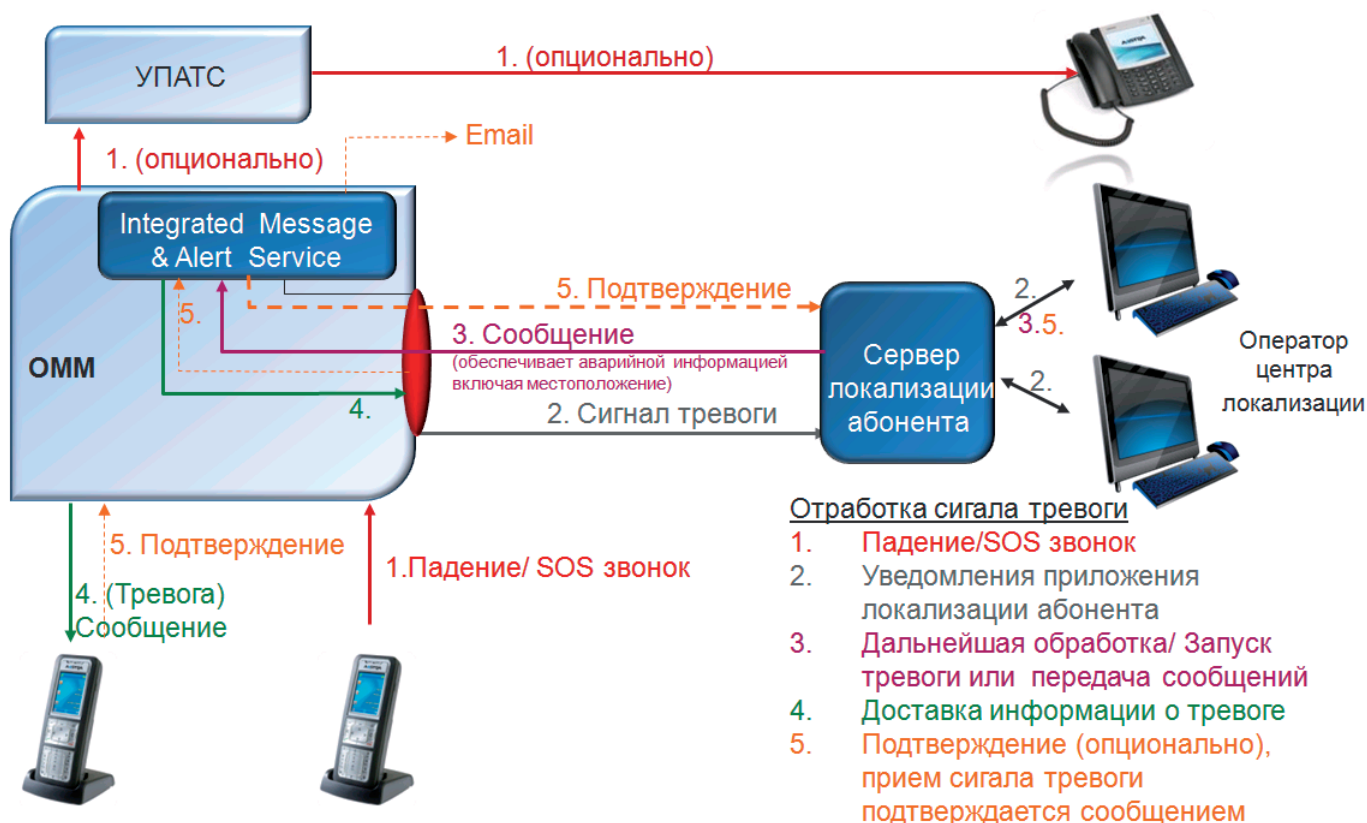 УПАТС
1. (опционально)
Email
1. (опционально)
Integrated Message
& Alert Service
5. Подтверждение
5.
2.
3.5.
3. Сообщение
(обеспечивает аварийной информацией
включая местоположение)
ОММ
Сервер
локализации
абонента
Оператор
центра
локализации
4.
2. Сигнал тревоги
2.
5. Подтверждение
1.Падение/ SOS звонок
4. (Тревога)
Сообщение
Отработка сигала тревоги
1. Падение/SOS звонок
2. Уведомления приложения
локализации абонента
3. Дальнейшая обработка/ Запуск
тревоги или передача сообщений
4. Доставка информации о тревоге
5. Подтверждение (опционально),
прием сигала тревоги
подтверждается сообщением